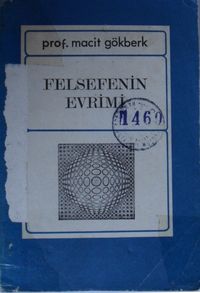 prof. macit gökberk
FELSEFENİN
EVRİMİ
1460